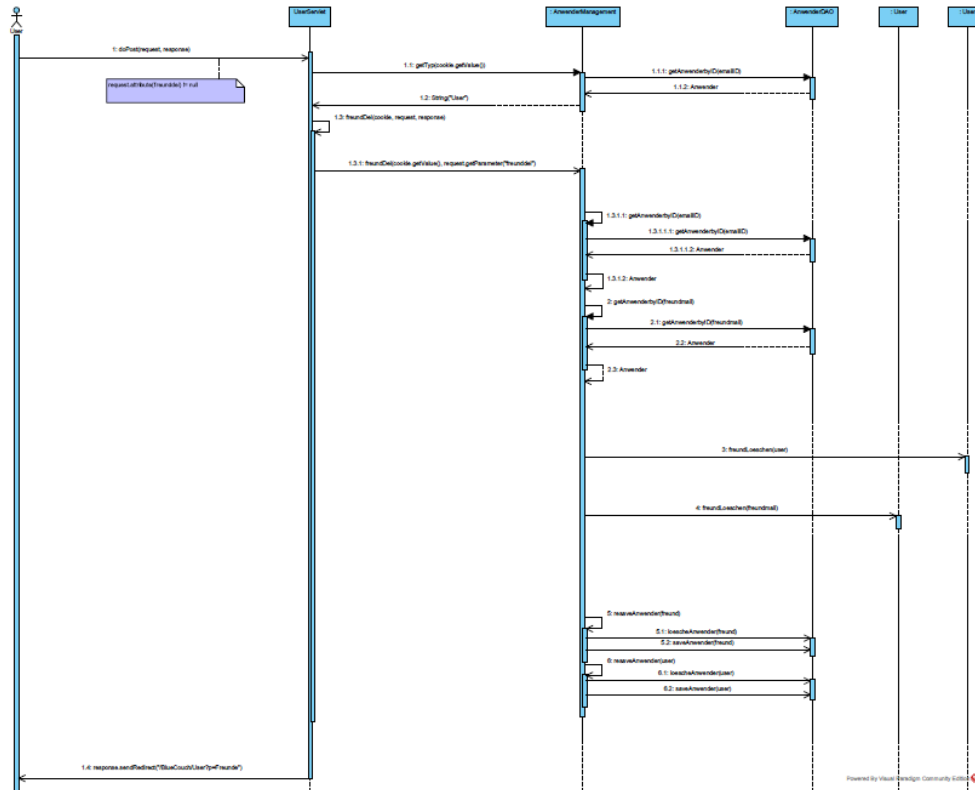 UserServlet
: AnwenderManagement
: AnwenderDAO
: User
: User
User
1: doPost(request, response)
request.attribute(freunddel) != null
1.1: getTyp(cookie.getValue())
1.1.1: getAnwenderbyID(emailID)
1.1.2: Anwender
1.2: String("User")
1.3: freundDel(cookie, request, response)
1.3.1: freundDel(cookie.getValue(), request.getParameter("freunddel")
1.3.1.1: getAnwenderbyID(emailID)
1.3.1.1.1: getAnwenderbyID(emailID)
1.3.1.1.2: Anwender
1.3.1.2: Anwender
2: getAnwenderbyID(freundmail)
2.1: getAnwenderbyID(freundmail)
2.2: Anwender
2.3: Anwender
3: freundLoeschen(user)
4: freundLoeschen(freundmail)
5: resaveAnwender(freund)
5.1: loescheAnwender(freund)
5.2: saveAnwender(freund)
6: resaveAnwender(user)
6.1: loescheAnwender(user)
6.2: saveAnwender(user)
1.4: response.sendRedirect("/BlueCouch/User?p=Freunde")
Powered By Visual Paradigm Community Edition